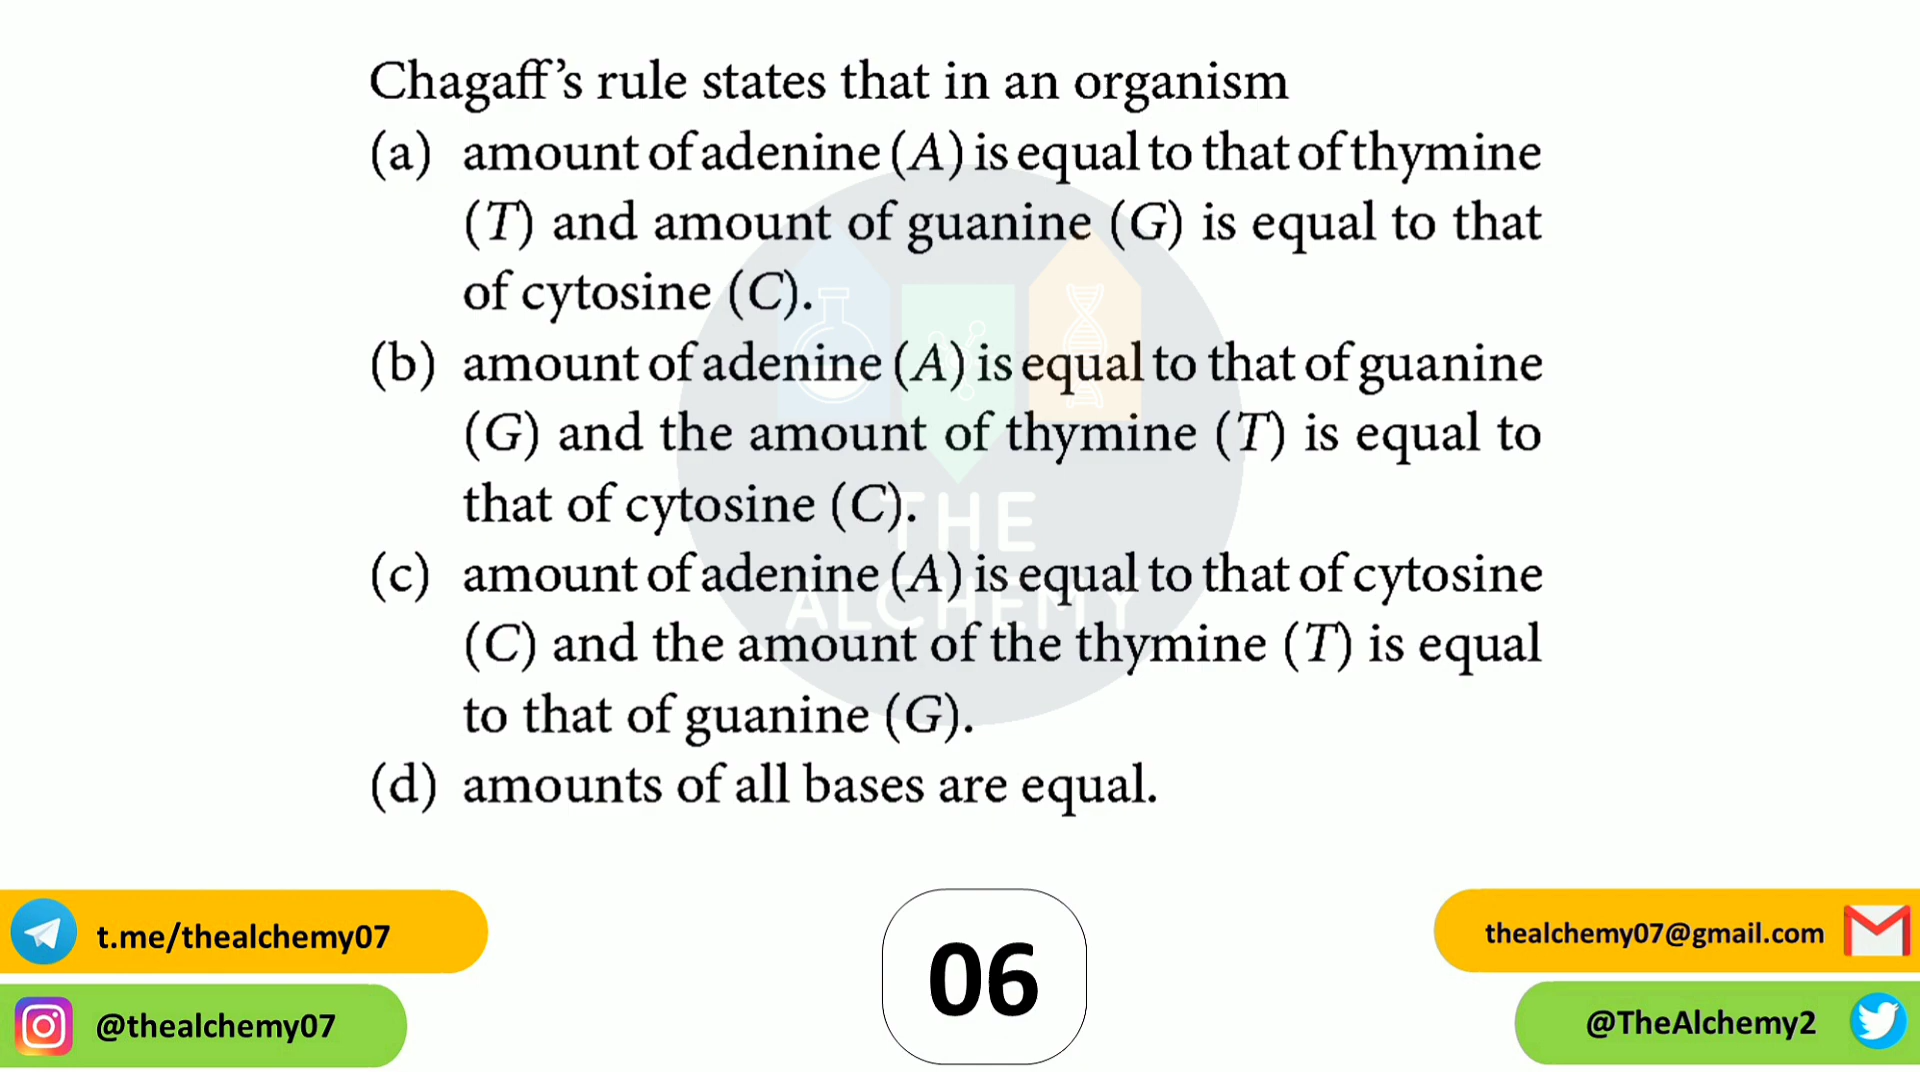 Chagaff’s rule states that in an organism
(a) amount of adenine (A) is equal to that of thymine
(T) and amount of guanine (G) is equal to that
of cytosine (C).
(b) amount of adenine (A) is equal to that of guanine
(G) and the amount of thymine (T) is equal to
that of cytosine (C).
(c) amount of adenine (A) is equal to that of cytosine
(C) and the amount of the thymine (T) is equal
to that of guanine (G).
(d) amounts of all bases are equal.
THE
ALCHEMY
t.me/thealchemy07
@thealchemy07
06
thealchemy07@gmail.com
@TheAlchemy2